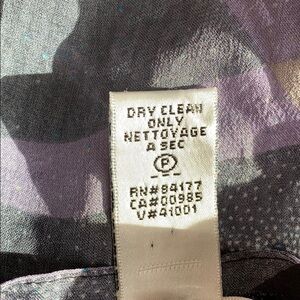 DRY CLEAN
ONLY
NETTOYAGE
A SEC
P
RN#84177
CA#00985
V#41001